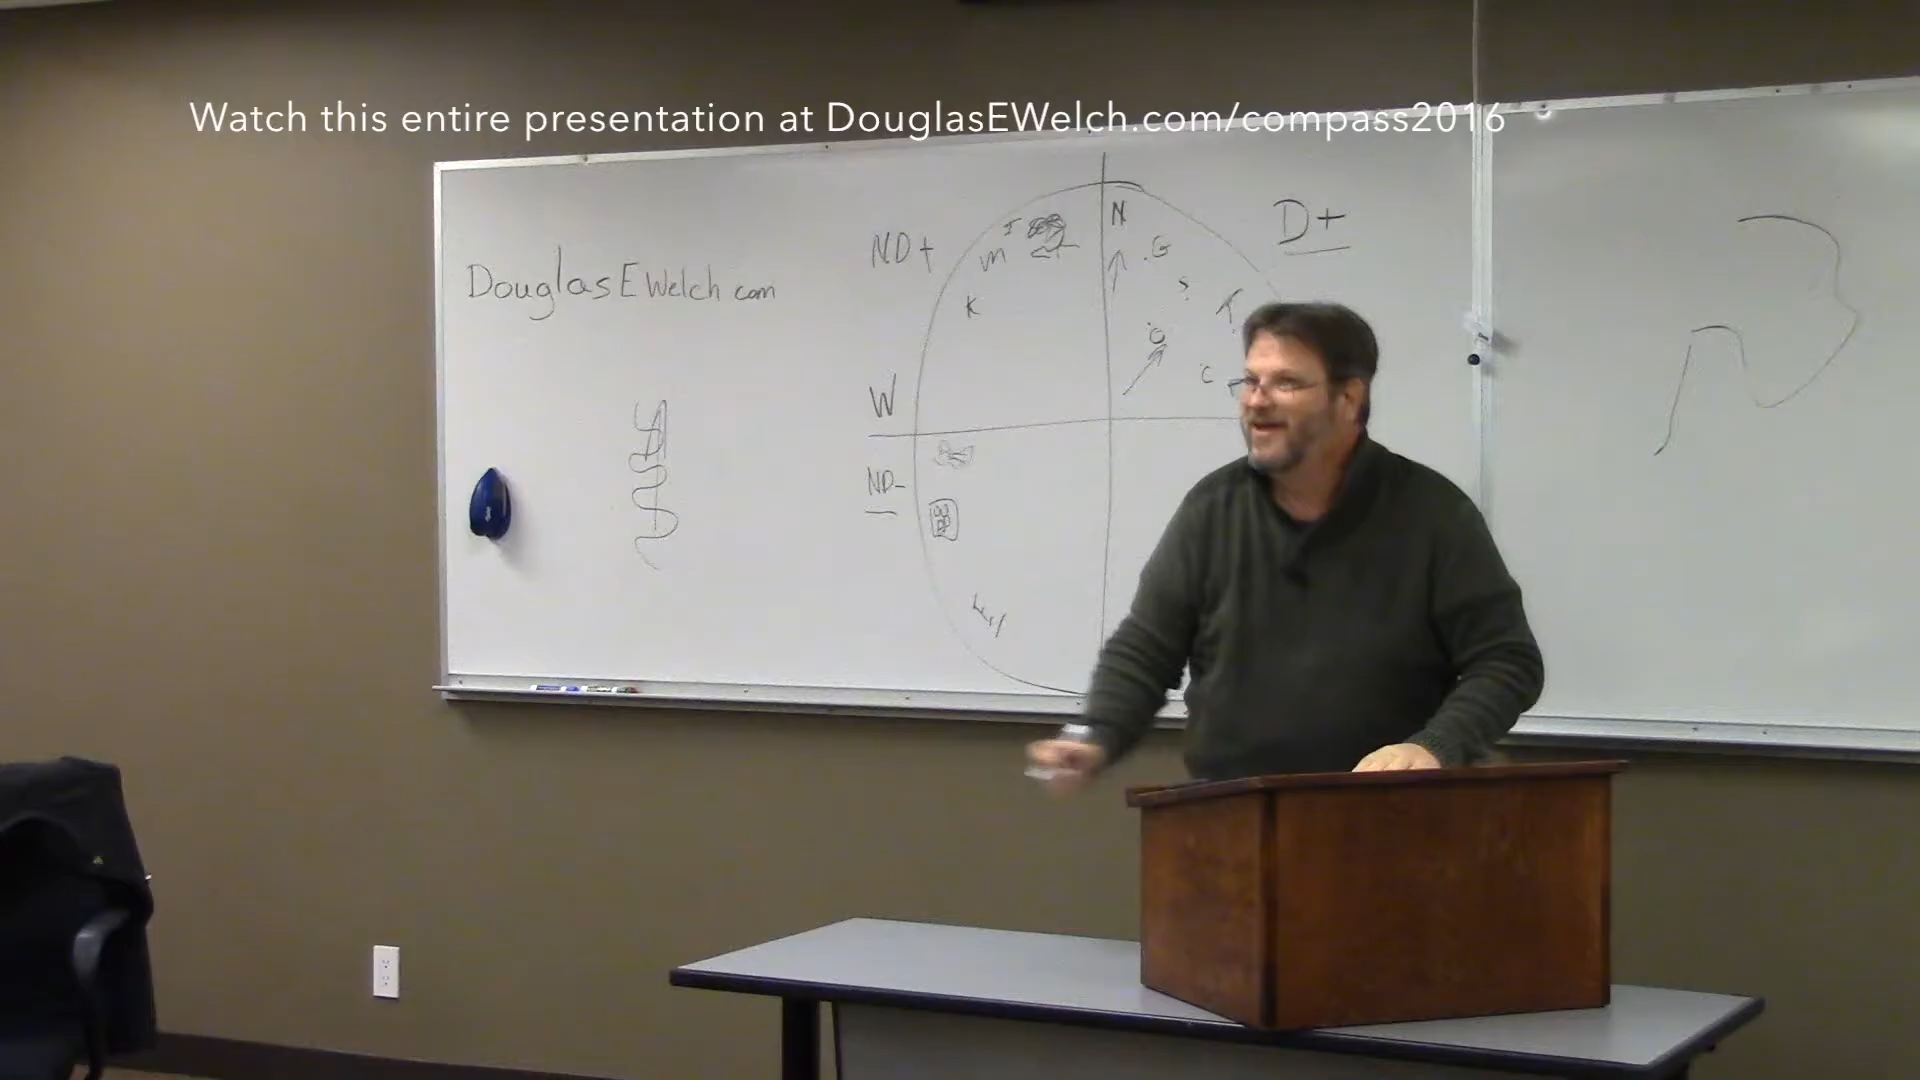 Watch this entire presentation at DouglasEWelch.com/compass2016
DouglasEWelch.com
ND+
D+
N
I
M
G
K
S
T
O
C
W
ND-